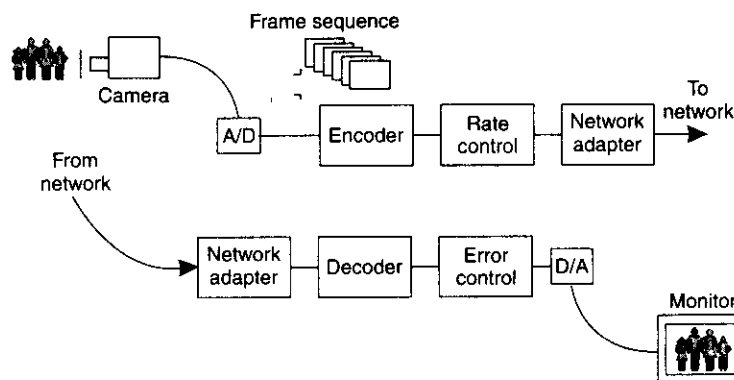 Frame sequence
Camera
A/D
Encoder
Rate
control
Network
adapter
To
network
From
network
Network
adapter
Decoder
Error
control
D/A
Monitor